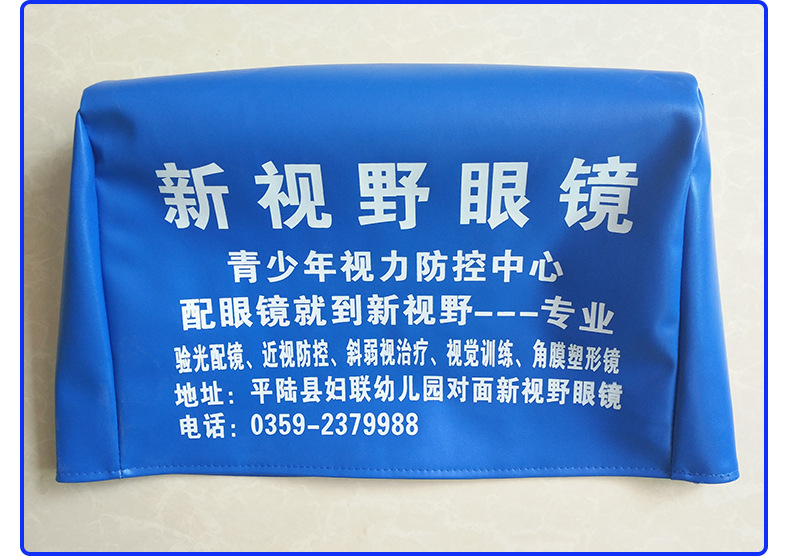 新视野眼镜
青少年视力防控中心
配眼镜就到新视野---专业
验光配镜、近视防控、斜弱视治疗、视觉训练、角膜塑形镜
地址：平陆县妇联幼儿园对面新视野眼镜
电话：0359-2379988